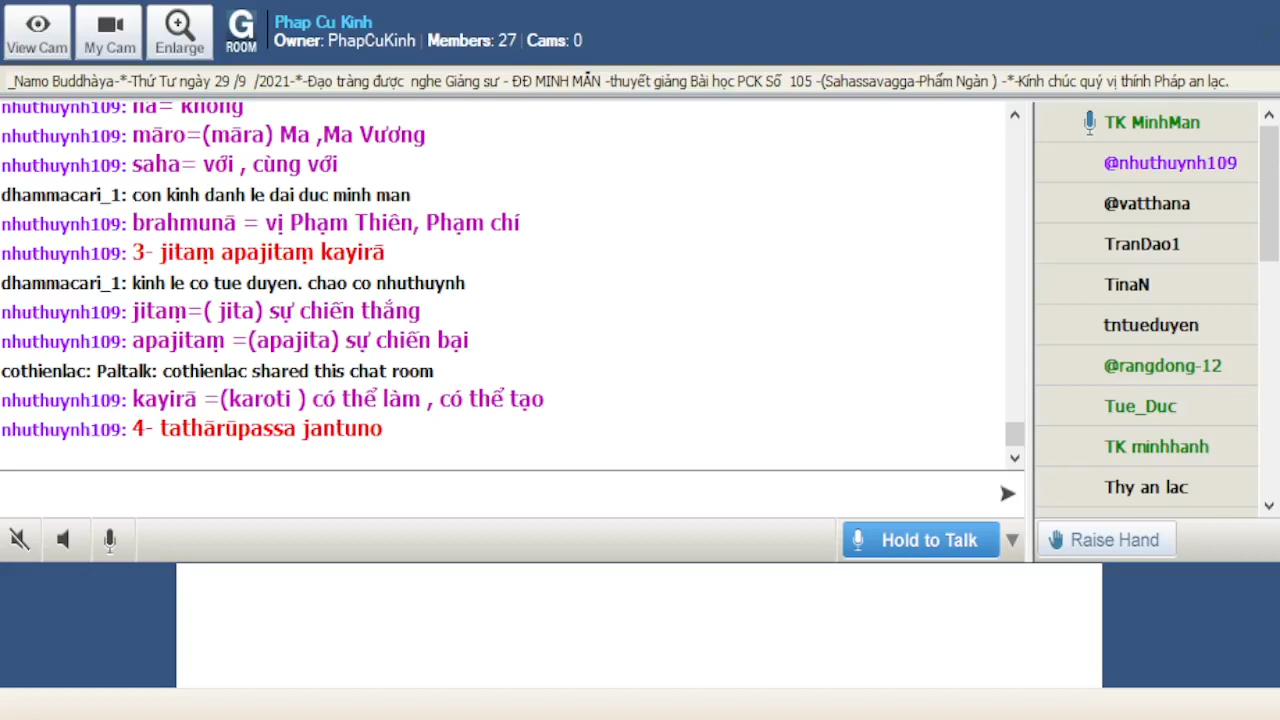 View Cam
My Cam
Enlarge
G
ROOM
Phap Cu Kinh
Owner: PhapCuKinh | Members: 27 | Cams: 0
_Namo Buddhàya-*-Thứ Tư ngày 29 /9 /2021-*-Đạo tràng được nghe Giảng sư - ĐĐ MINH MẪN -thuyết giảng Bài học PCK Số 105 -(Sahassavagga-Phẩm Ngàn ) -*-Kính chúc quý vị thính Pháp an lạc.
nhuthuynh109: na= không
nhuthuynh109: māro=(māra) Ma ,Ma Vương
nhuthuynh109: saha= với , cùng với
dhammacari_1: con kinh danh le dai duc minh man
nhuthuynh109: brahmunā = vị Phạm Thiên, Phạm chí
nhuthuynh109: 3- jitaṃ apajitaṃ kayirā
dhammacari_1: kinh le co tue duyen. chao co nhuthuynh
nhuthuynh109: jitaṃ=( jita) sự chiến thắng
nhuthuynh109: apajitaṃ =(apajita) sự chiến bại
cothienlac: Paltalk: cothienlac shared this chat room
nhuthuynh109: kayirā =(karoti ) có thể làm , có thể tạo
nhuthuynh109: 4- tathārūpassa jantuno
TK MinhMan
@nhuthuynh109
@vatthana
TranDao1
TinaN
tntueduyen
@rangdong-12
Tue_Duc
TK minhhanh
Thy an lac
Hold to Talk
Raise Hand